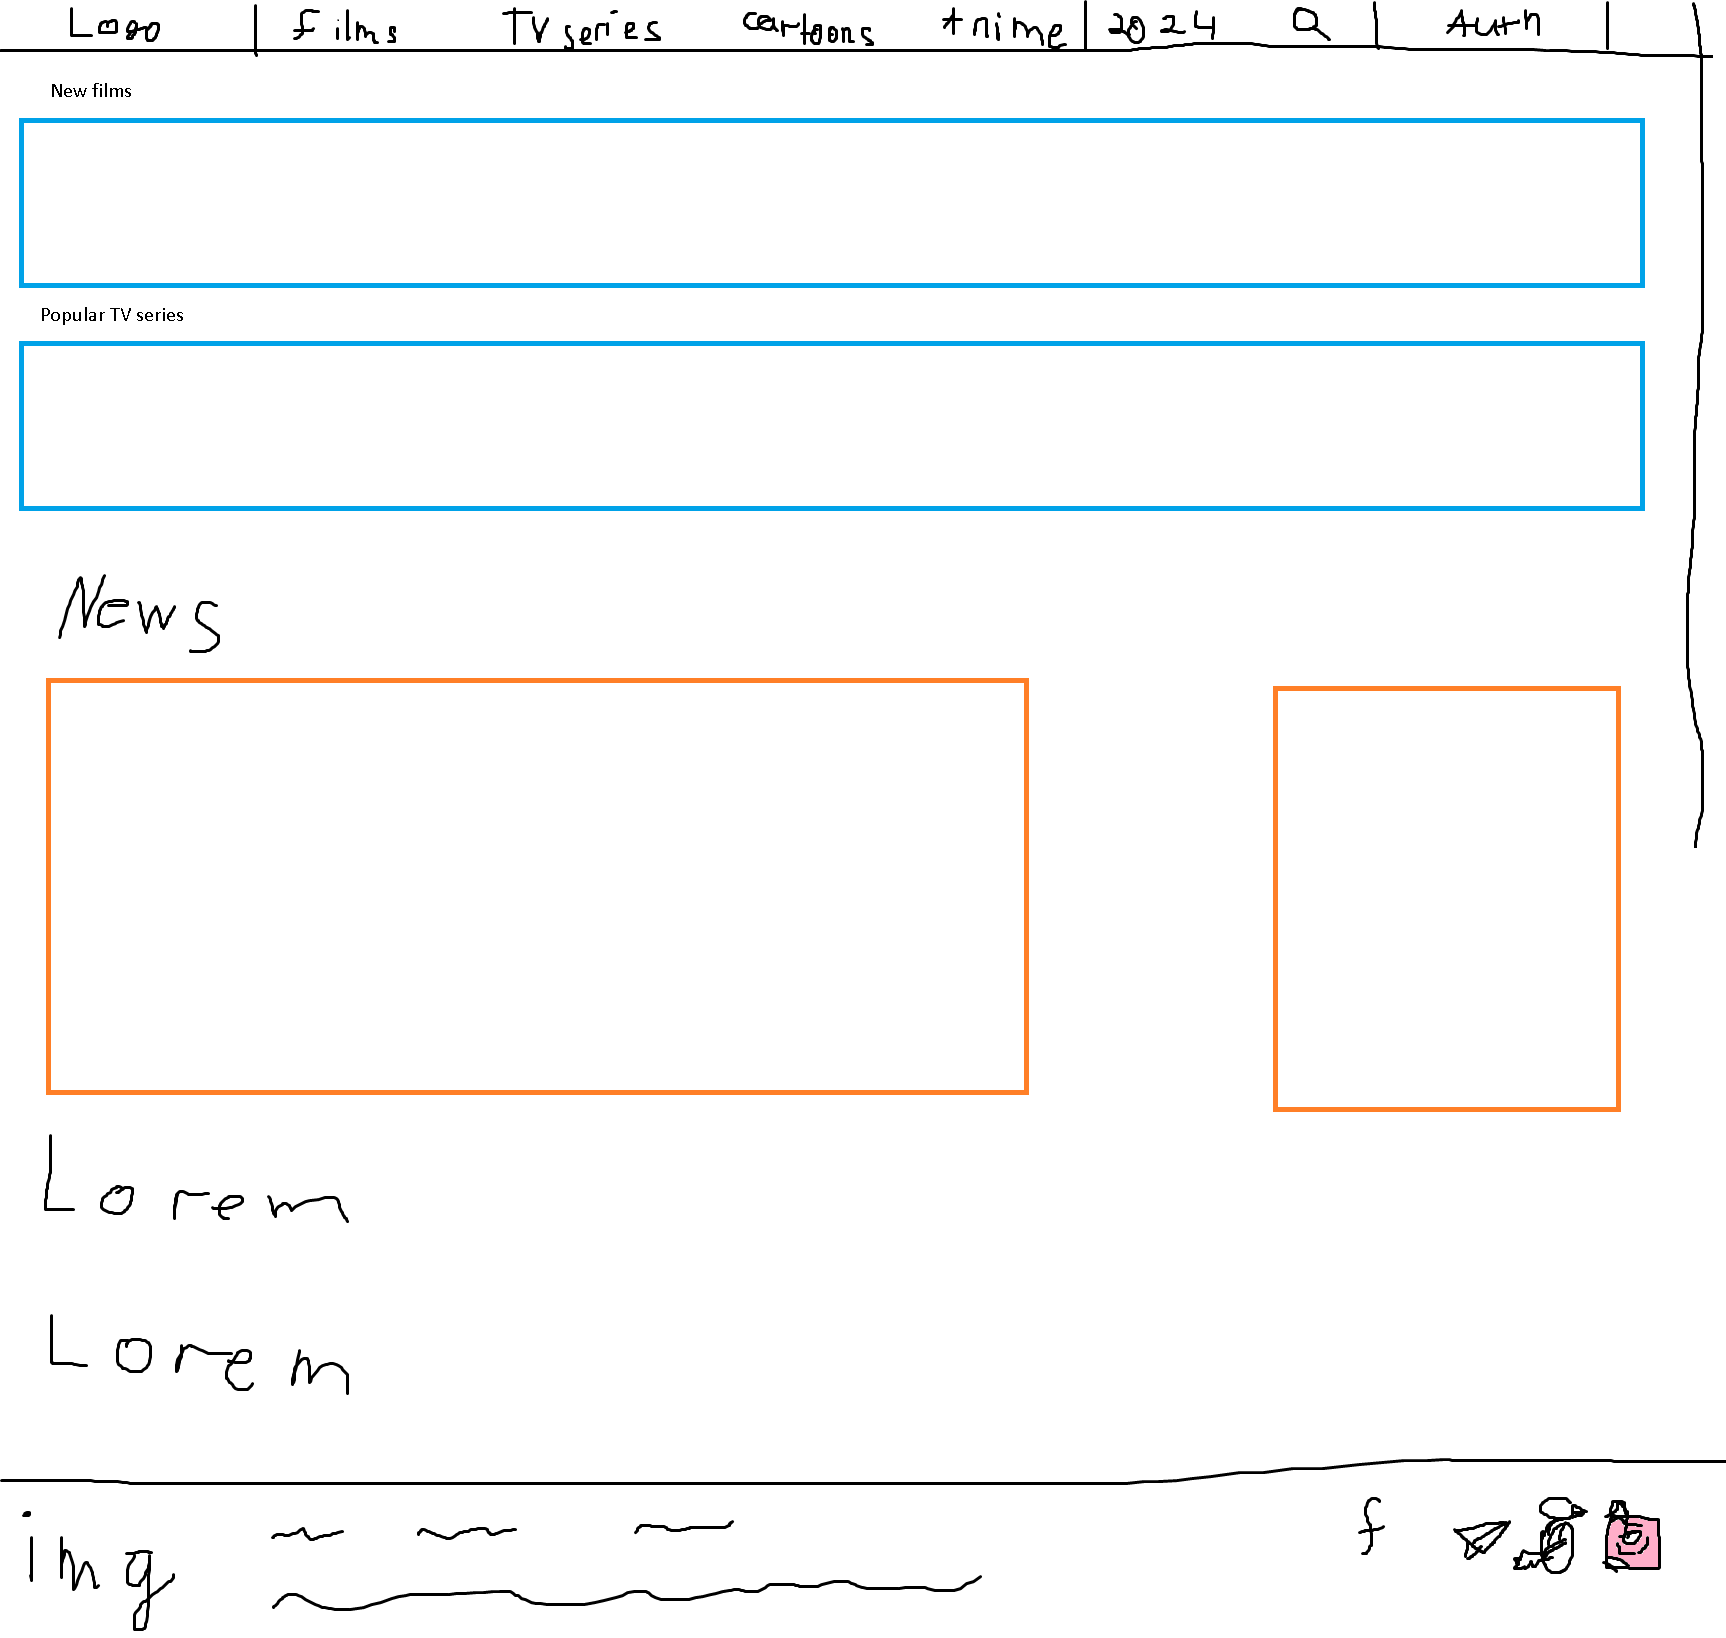 Logo films TV series cartoons Anime 2024 Auth
New films
Popular TV series
News
Lorem
Lorem
img f